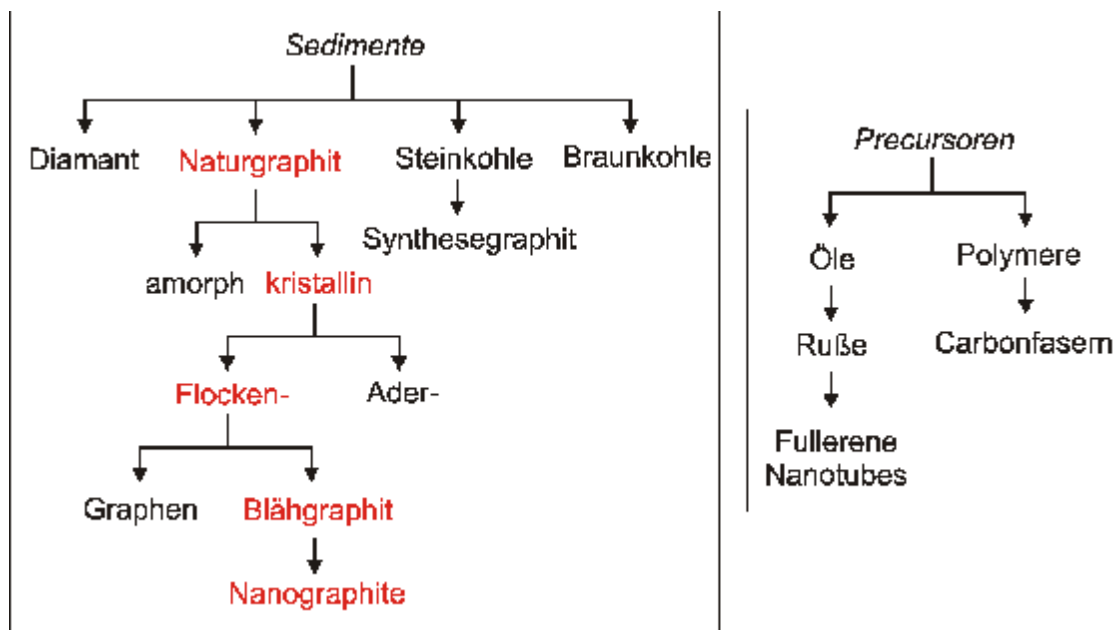 Sedimente
Diamant Naturgraphit Steinkohle Braunkohle
Synthesegraphit
amorph kristallin
Flocken- Ader-
Graphen Blähgraphit
Nanographite
Precursoren
Öle Polymere
Ruße Carbonfasern
Fullerene
Nanotubes